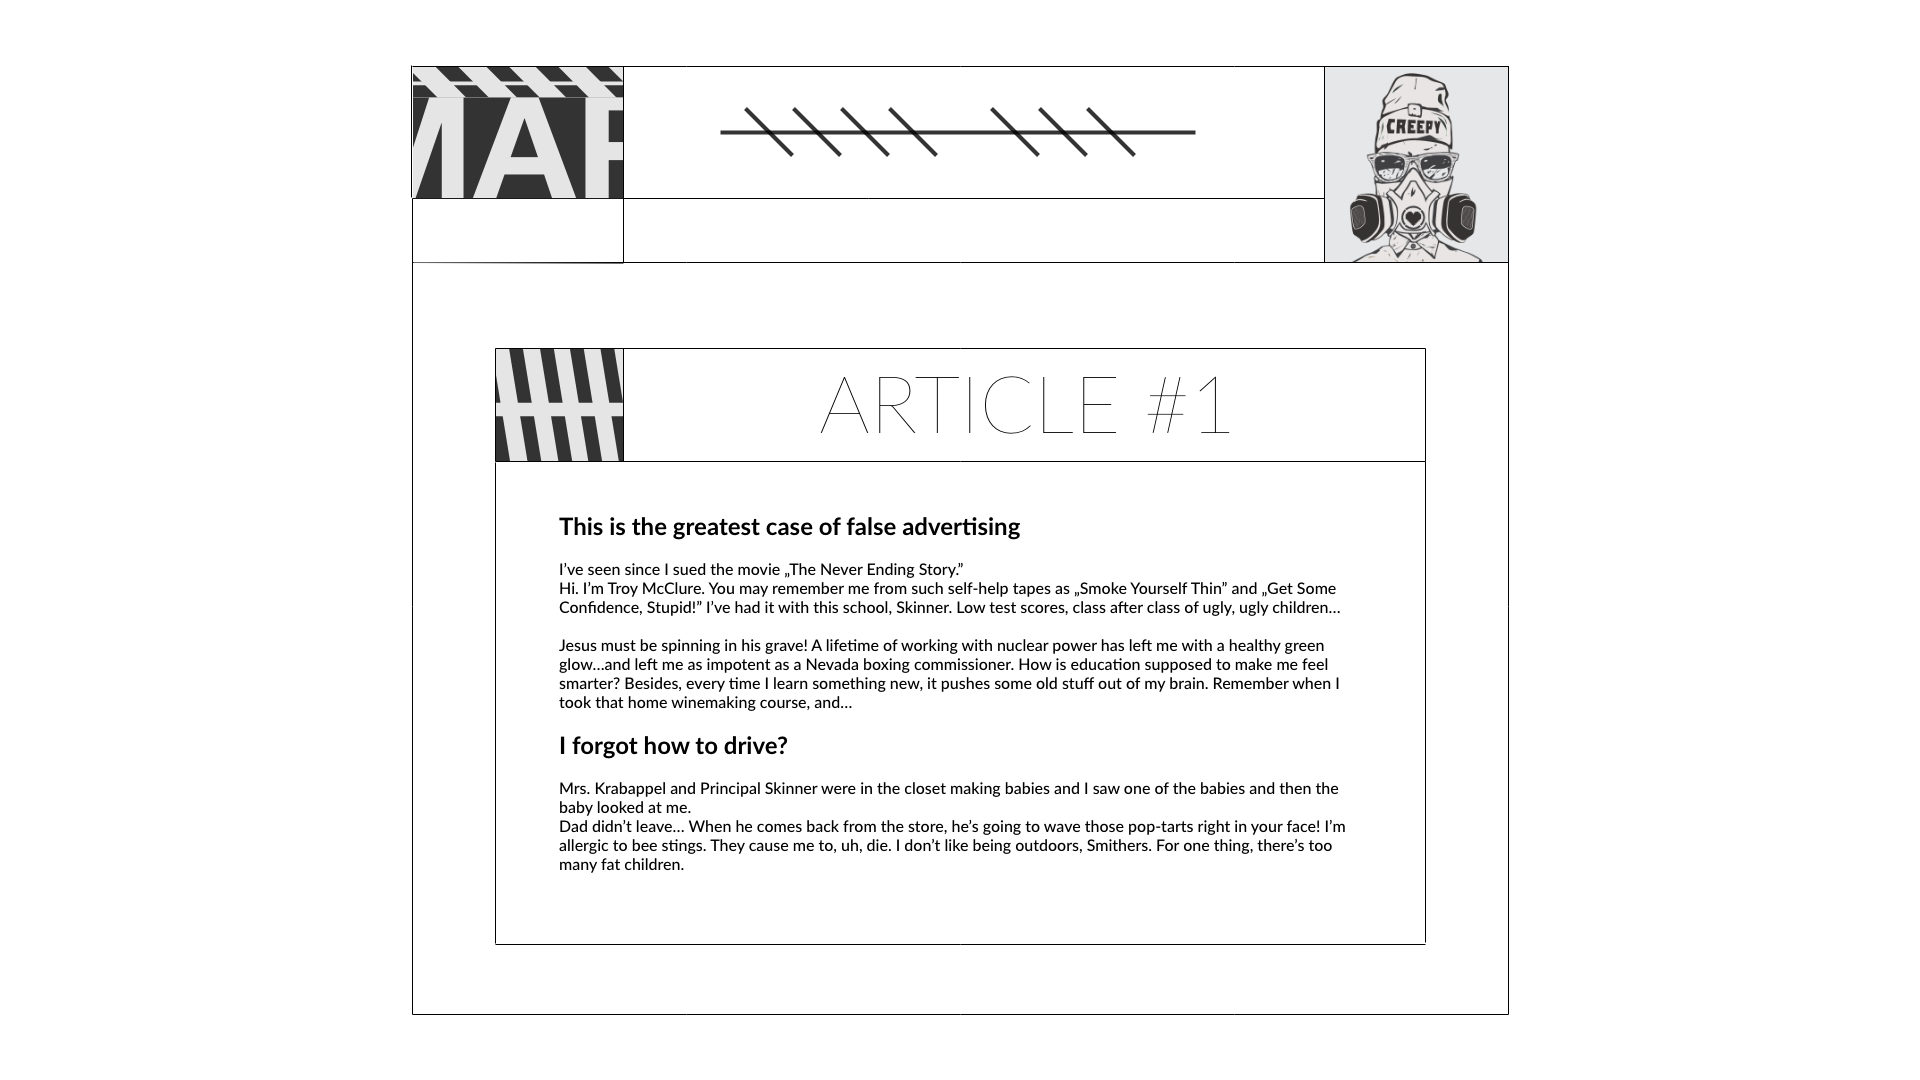 MAP
CREEPY
ARTICLE #1
This is the greatest case of false advertising
I’ve seen since I sued the movie „The Never Ending Story.”
Hi. I’m Troy McClure. You may remember me from such self-help tapes as „Smoke Yourself Thin” and „Get Some
Confidence, Stupid!” I’ve had it with this school, Skinner. Low test scores, class after class of ugly, ugly children…
Jesus must be spinning in his grave! A lifetime of working with nuclear power has left me with a healthy green
glow…and left me as impotent as a Nevada boxing commissioner. How is education supposed to make me feel
smarter? Besides, every time I learn something new, it pushes some old stuff out of my brain. Remember when I
took that home winemaking course, and…
I forgot how to drive?
Mrs. Krabappel and Principal Skinner were in the closet making babies and I saw one of the babies and then the
baby looked at me.
Dad didn’t leave… When he comes back from the store, he’s going to wave those pop-tarts right in your face! I’m
allergic to bee stings. They cause me to, uh, die. I don’t like being outdoors, Smithers. For one thing, there’s too
many fat children.